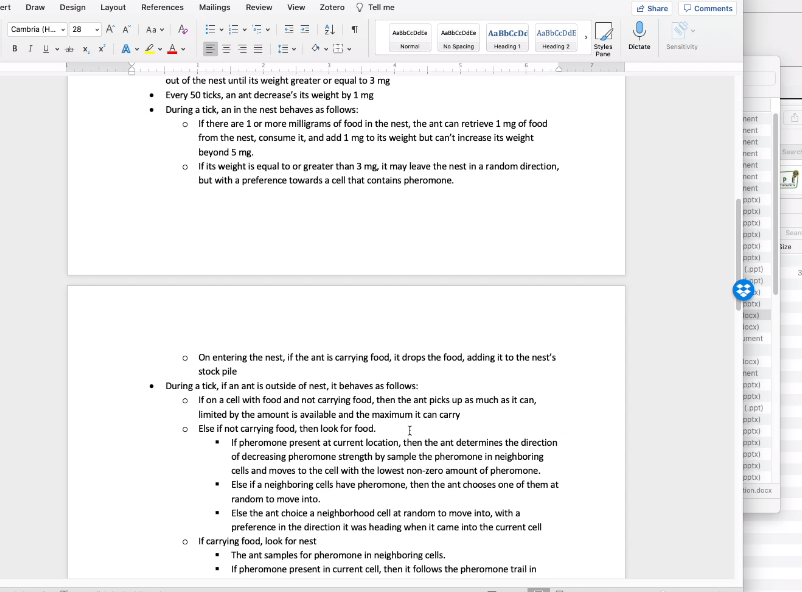 ert Draw Design Layout References Mailings Review View Zotero Tell me Share Comments
Cambria (H... 28 A A Aa A
B I U ab x x A A
AaBbCcDdEe AaBbCcDdEe AaBbCcDc AaBbCcDdE
Normal No Spacing Heading 1 Heading 2 Styles Pane Dictate Sensitivity
1 2 3 4 5 6 7
out of the nest until its weight greater or equal to 3 mg
• Every 50 ticks, an ant decrease's its weight by 1 mg
• During a tick, an in the nest behaves as follows:
o If there are 1 or more milligrams of food in the nest, the ant can retrieve 1 mg of food
from the nest, consume it, and add 1 mg to its weight but can't increase its weight
beyond 5 mg.
o If its weight is equal to or greater than 3 mg, it may leave the nest in a random direction,
but with a preference towards a cell that contains pheromone.
o On entering the nest, if the ant is carrying food, it drops the food, adding it to the nest's
stock pile
• During a tick, if an ant is outside of nest, it behaves as follows:
o If on a cell with food and not carrying food, then the ant picks up as much as it can,
limited by the amount is available and the maximum it can carry
o Else if not carrying food, then look for food.
▪ If pheromone present at current location, then the ant determines the direction
of decreasing pheromone strength by sample the pheromone in neighboring
cells and moves to the cell with the lowest non-zero amount of pheromone.
▪ Else if a neighboring cells have pheromone, then the ant chooses one of them at
random to move into.
▪ Else the ant choice a neighborhood cell at random to move into, with a
preference in the direction it was heading when it came into the current cell
o If carrying food, look for nest
▪ The ant samples for pheromone in neighboring cells.
▪ If pheromone present in current cell, then it follows the pheromone trail in